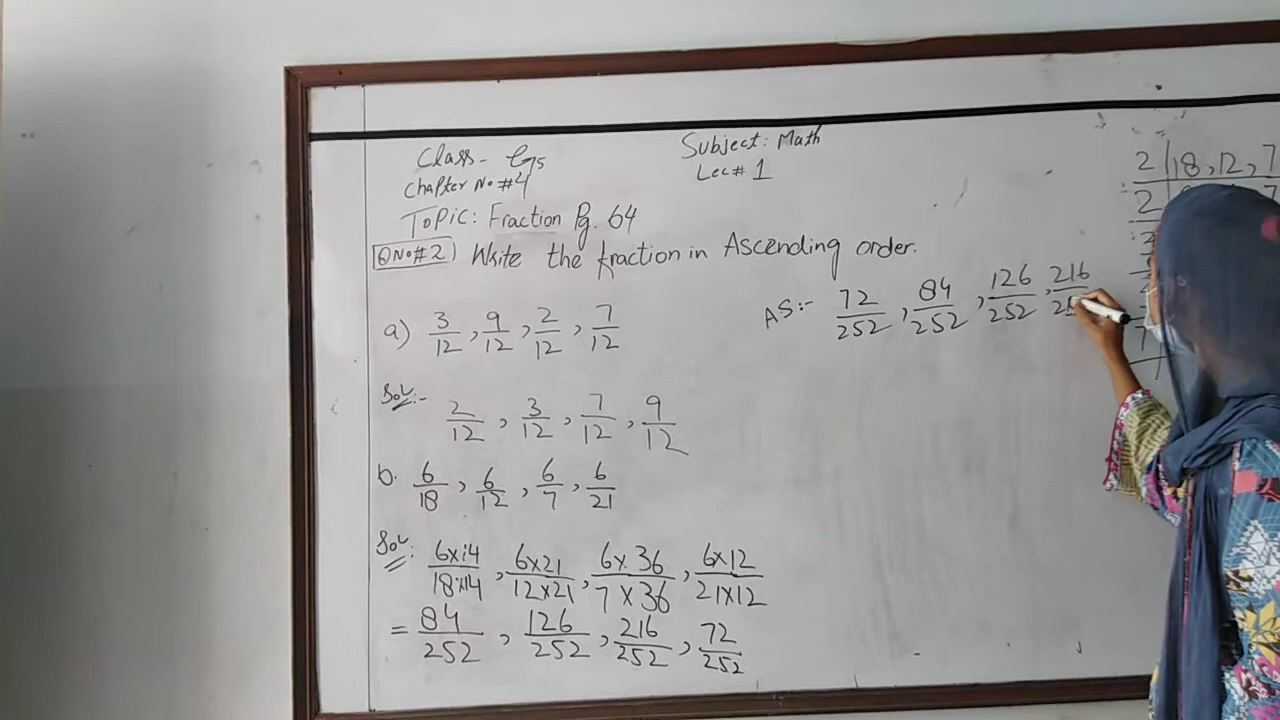 Class- G5
Subject: Math
Chapter No #4
Lec# 1
Topic: Fraction Pg. 64
QNo#2) Write the fraction in Ascending order.
a) 3/12, 9/12, 2/12, 7/12
Sol:-
2/12, 3/12, 7/12, 9/12
b. 6/18, 6/12, 6/7, 6/21
Sol:
6x14/18x14, 6x21/12x21, 6x36/7x36, 6x12/21x12
= 84/252, 126/252, 216/252, 72/252
AS:- 72/252, 84/252, 126/252, 216/25
2 | 18, 12, 7
2